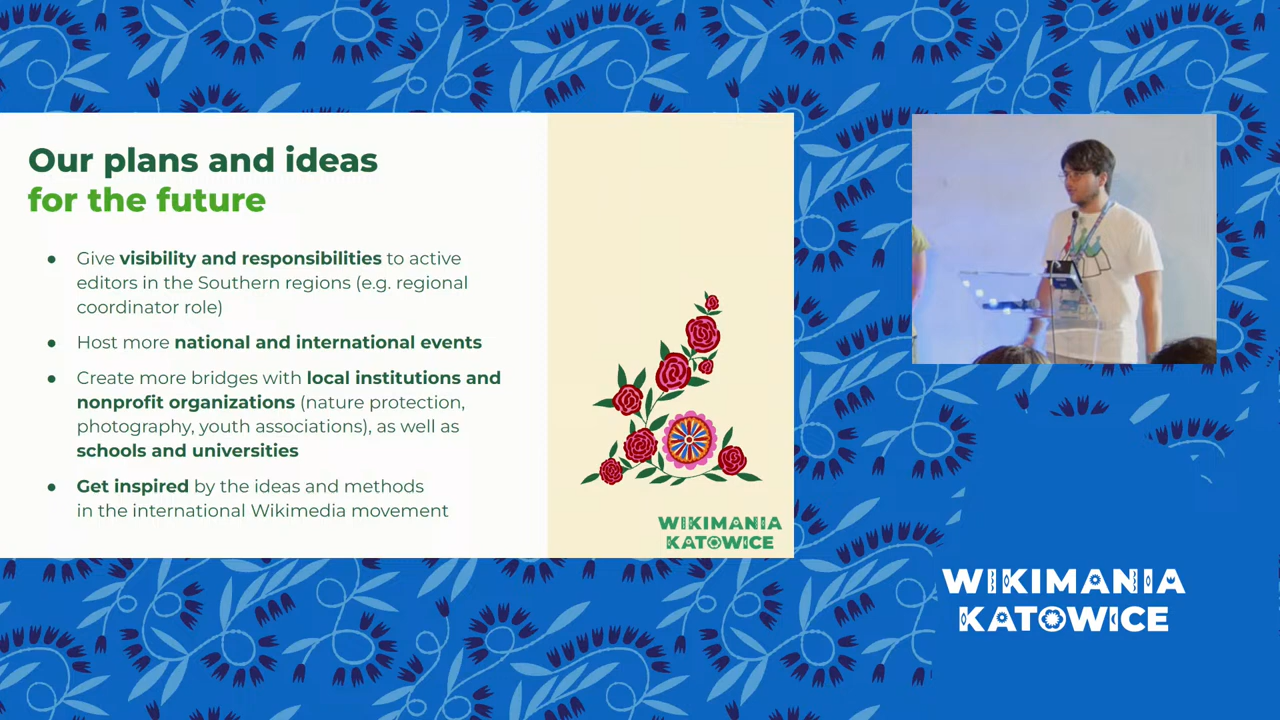 Our plans and ideas
for the future
● Give visibility and responsibilities to active
editors in the Southern regions (e.g. regional
coordinator role)
● Host more national and international events
● Create more bridges with local institutions and
nonprofit organizations (nature protection,
photography, youth associations), as well as
schools and universities
● Get inspired by the ideas and methods
in the international Wikimedia movement
WIKIMANIA
KATOWICE
WIKIMANIA
KATOWICE